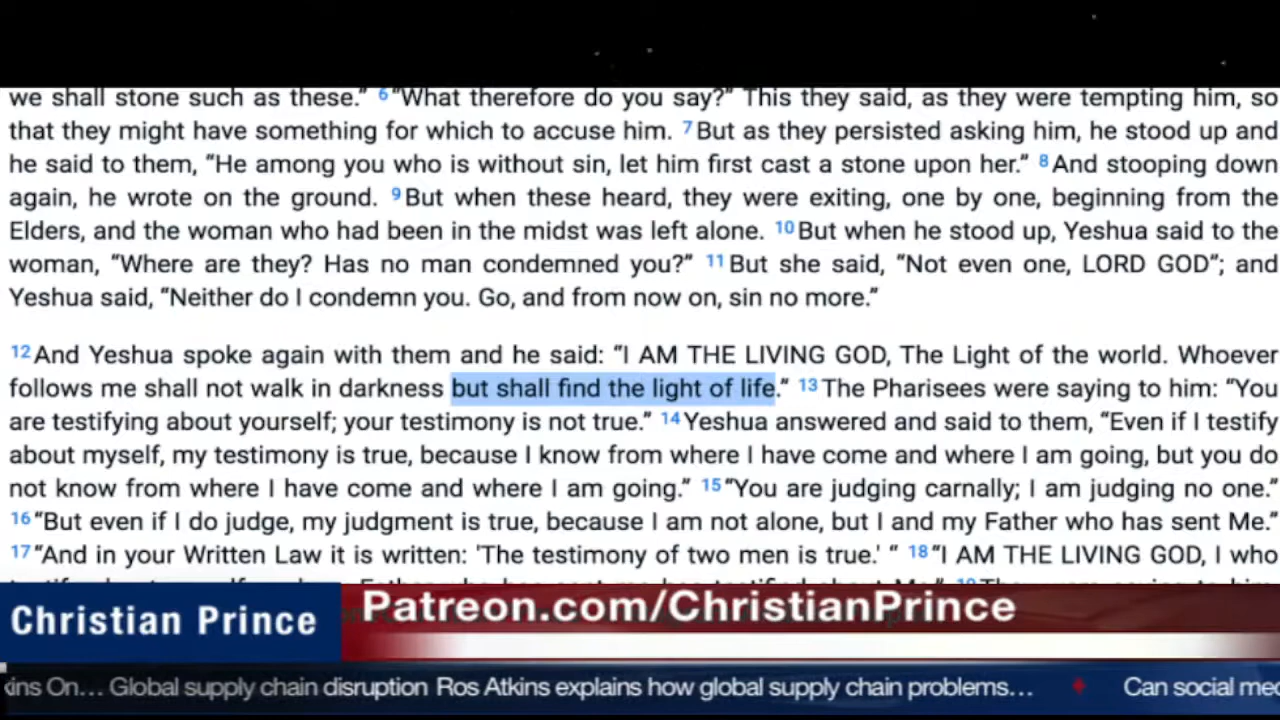 we shall stone such as these.” 6 “What therefore do you say?” This they said, as they were tempting him, so
that they might have something for which to accuse him. 7 But as they persisted asking him, he stood up and
he said to them, “He among you who is without sin, let him first cast a stone upon her.” 8 And stooping down
again, he wrote on the ground. 9 But when these heard, they were exiting, one by one, beginning from the
Elders, and the woman who had been in the midst was left alone. 10 But when he stood up, Yeshua said to the
woman, “Where are they? Has no man condemned you?” 11 But she said, “Not even one, LORD GOD”; and
Yeshua said, “Neither do I condemn you. Go, and from now on, sin no more.”
12 And Yeshua spoke again with them and he said: “I AM THE LIVING GOD, The Light of the world. Whoever
follows me shall not walk in darkness but shall find the light of life.” 13 The Pharisees were saying to him: “You
are testifying about yourself; your testimony is not true.” 14 Yeshua answered and said to them, “Even if I testify
about myself, my testimony is true, because I know from where I have come and where I am going, but you do
not know from where I have come and where I am going.” 15 “You are judging carnally; I am judging no one.”
16 “But even if I do judge, my judgment is true, because I am not alone, but I and my Father who has sent Me.”
17 “And in your Written Law it is written: 'The testimony of two men is true.' “ 18 “I AM THE LIVING GOD, I who
Christian Prince
Patreon.com/ChristianPrince
kins On... Global supply chain disruption Ros Atkins explains how global supply chain problems... Can social